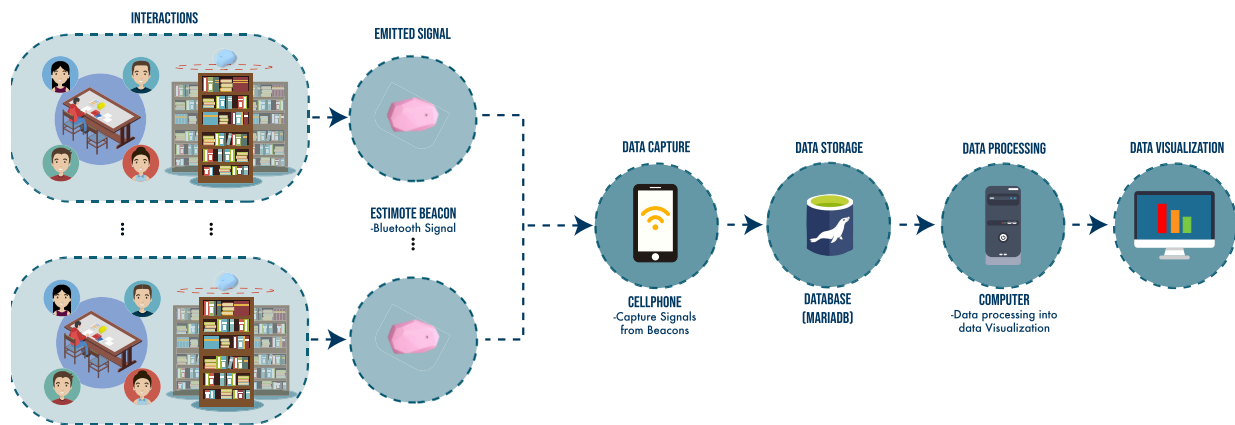 INTERACTIONS
EMITTED SIGNAL
ESTIMOTE BEACON
-Bluetooth Signal
DATA CAPTURE
CELLPHONE
-Capture Signals
from Beacons
DATA STORAGE
DATABASE
(MARIADB)
DATA PROCESSING
COMPUTER
-Data processing into
data Visualization
DATA VISUALIZATION